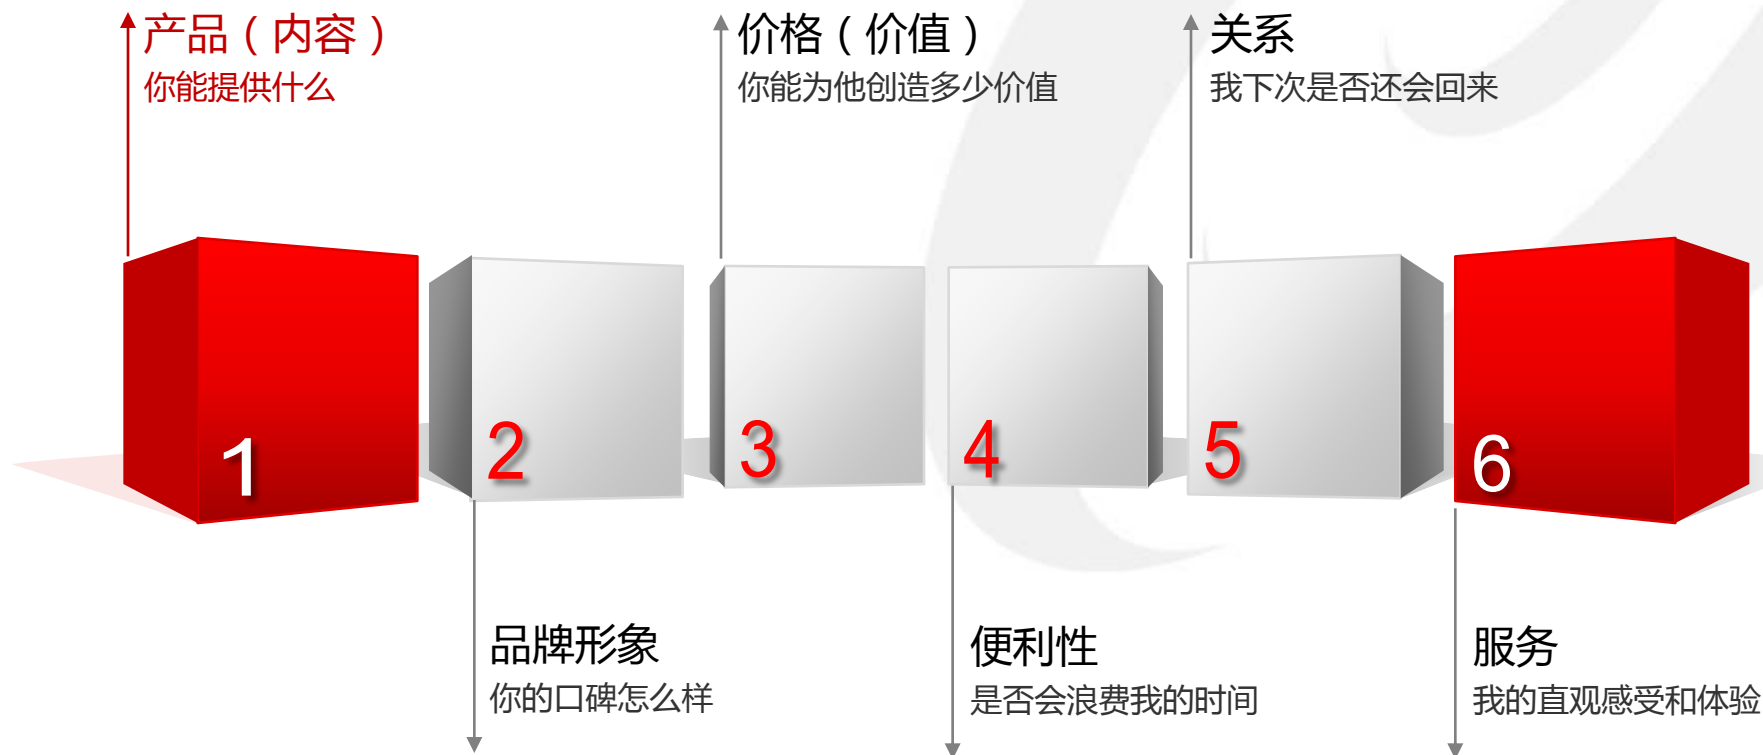 产品（内容）
你能提供什么
价格（价值）
你能为他创造多少价值
关系
我下次是否还会回来
1
2
3
4
5
6
品牌形象
你的口碑怎么样
便利性
是否会浪费我的时间
服务
我的直观感受和体验